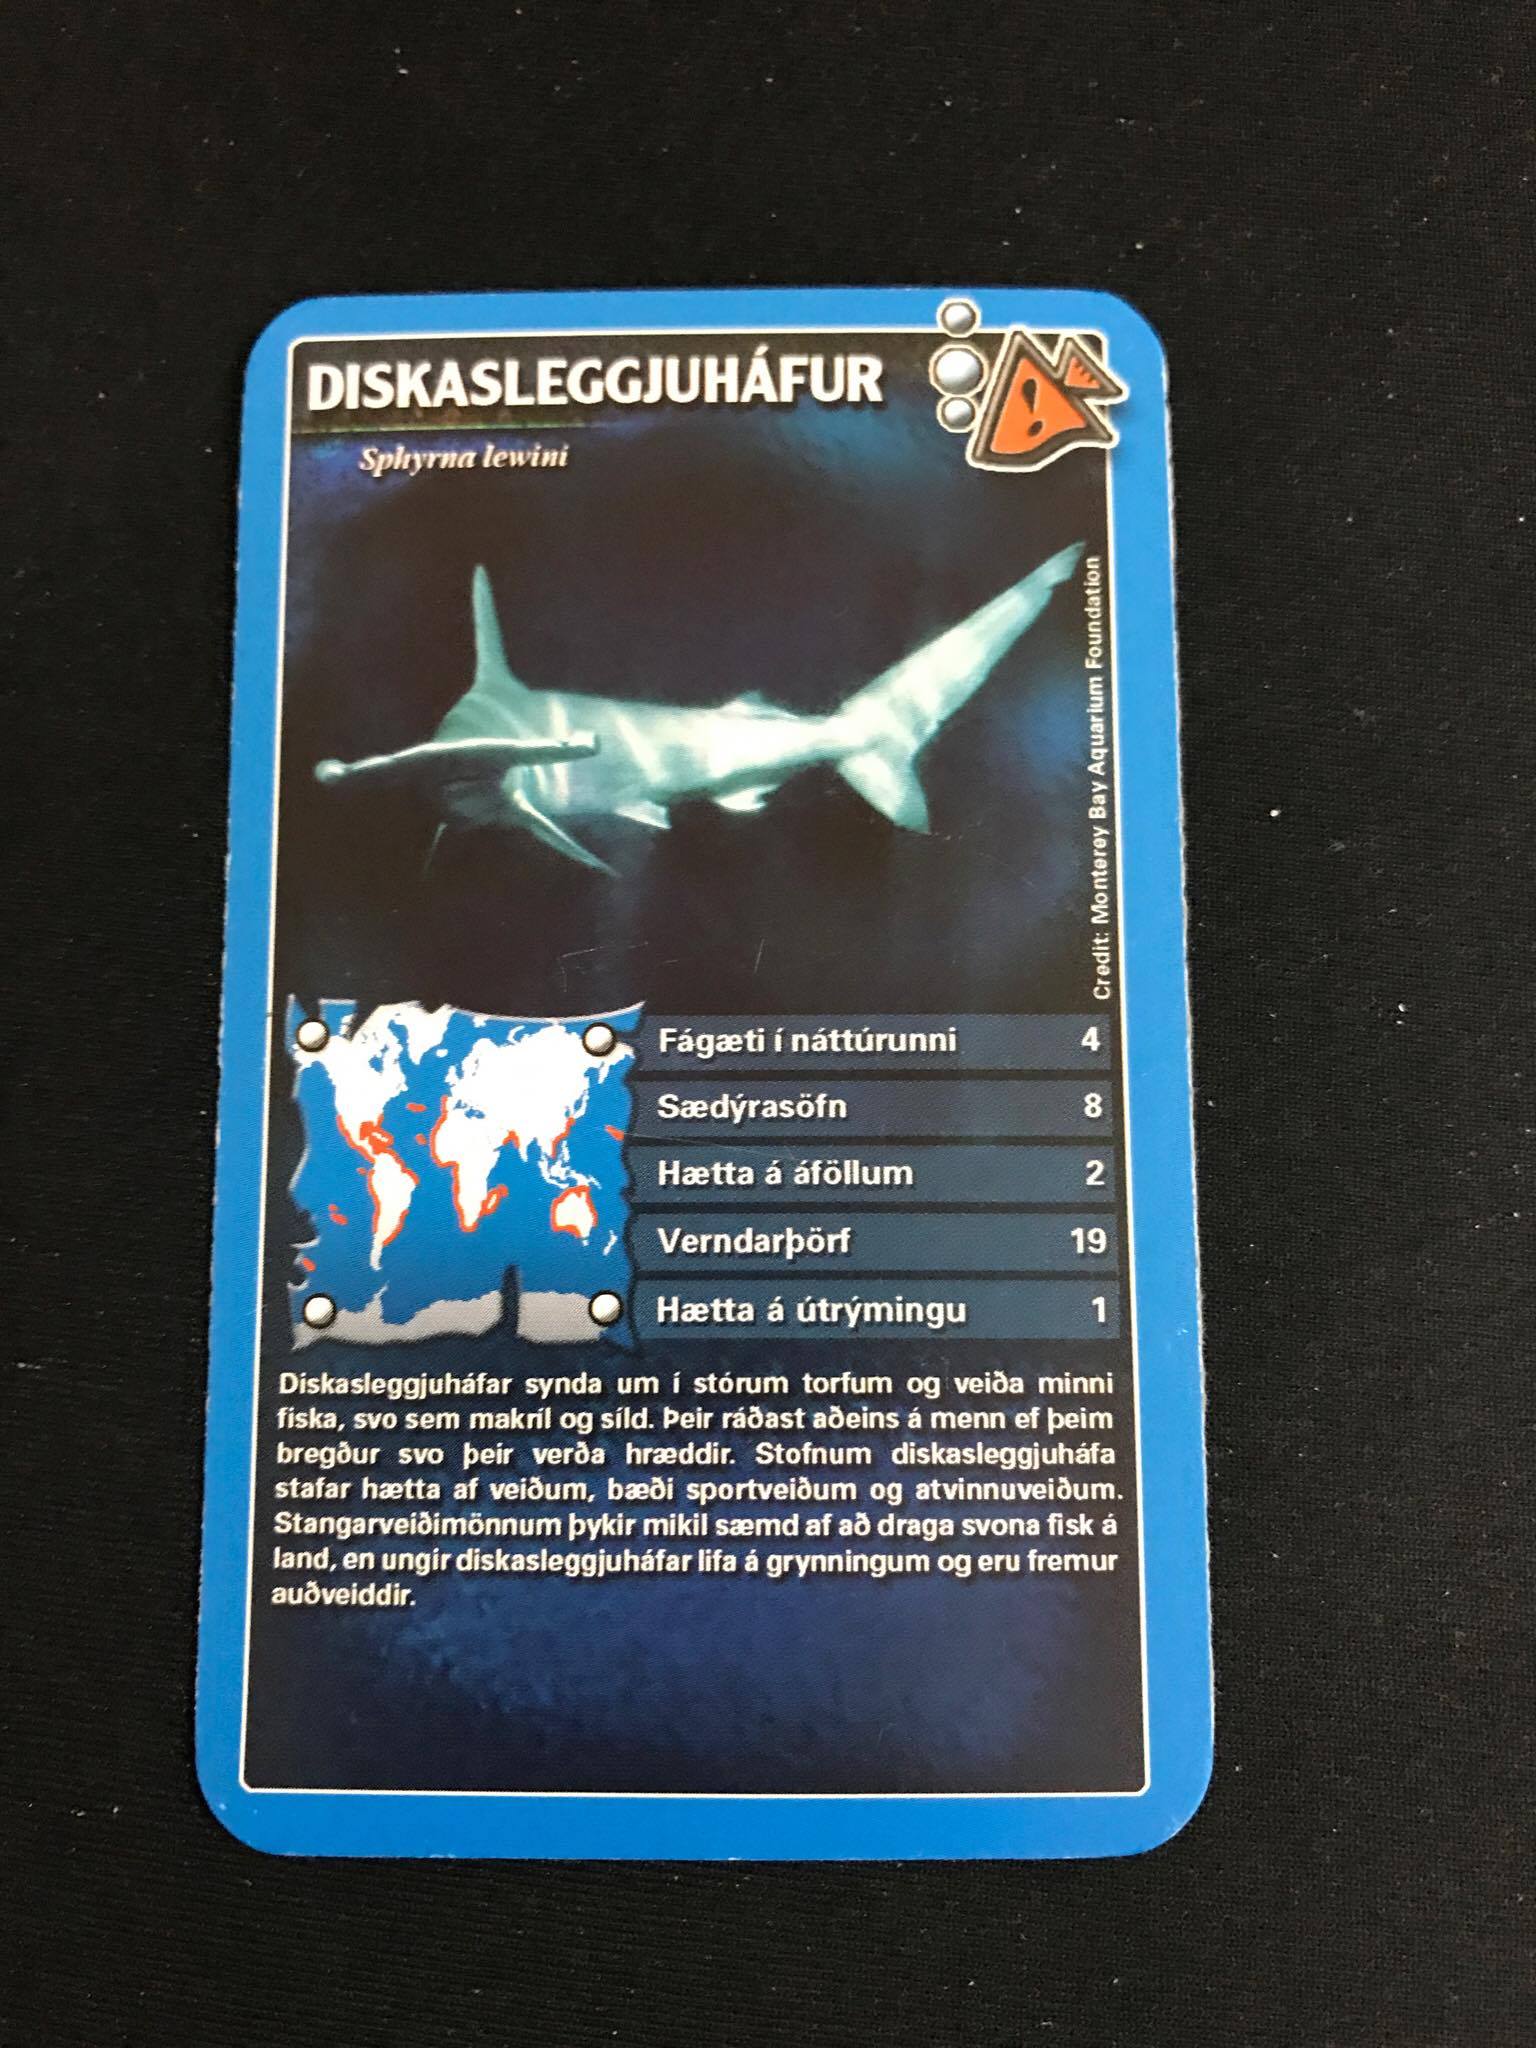 DISKASLEGGJUHÁFUR
Sphyrna lewini
Credit: Monterey Bay Aquarium Foundation
Fágæti í náttúrunni 4
Sædýrasöfn 8
Hætta á áföllum 2
Verndarþörf 19
Hætta á útrýmingu 1
Diskasleggjuháfar synda um í stórum torfum og veiða minni
fiska, svo sem makríl og síld. Þeir ráðast aðeins á menn ef þeim
bregður svo þeir verða hræddir. Stofnum diskasleggjuháfa
stafar hætta af veiðum, bæði sportveiðum og atvinnuveiðum.
Stangarveiðimönnum þykir mikil sæmd af að draga svona fisk á
land, en ungir diskasleggjuháfar lifa á grynningum og eru fremur
auðveiddir.